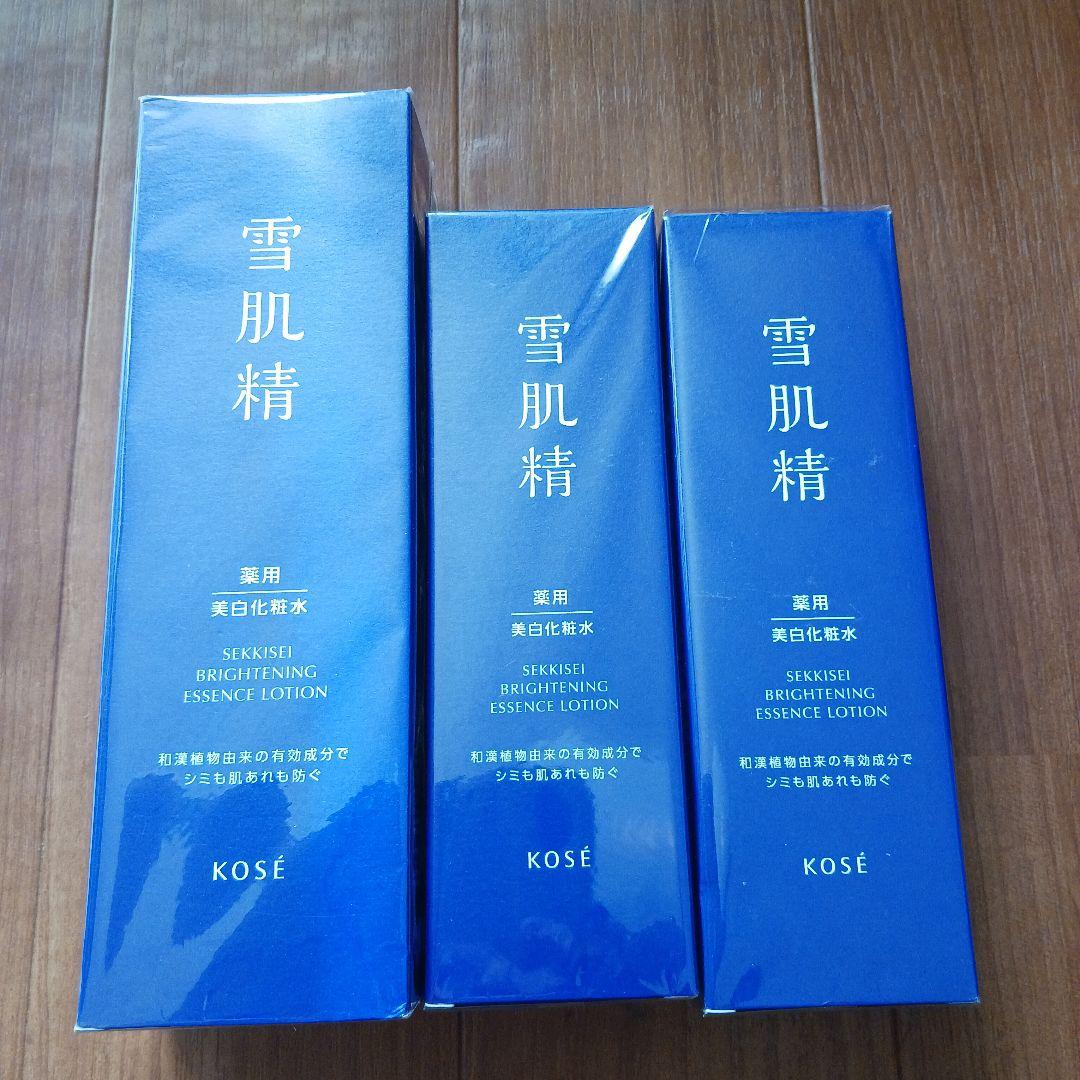 雪肌精
薬用
美白化粧水
SEKKISEI
BRIGHTENING
ESSENCE LOTION
和漢植物由来の有効成分で
シミも肌あれも防ぐ
KOSÉ
雪肌精
薬用
美白化粧水
SEKKISEI
BRIGHTENING
ESSENCE LOTION
和漢植物由来の有効成分で
シミも肌あれも防ぐ
KOSÉ
雪肌精
薬用
美白化粧水
SEKKISEI
BRIGHTENING
ESSENCE LOTION
和漢植物由来の有効成分で
シミも肌あれも防ぐ
KOSÉ